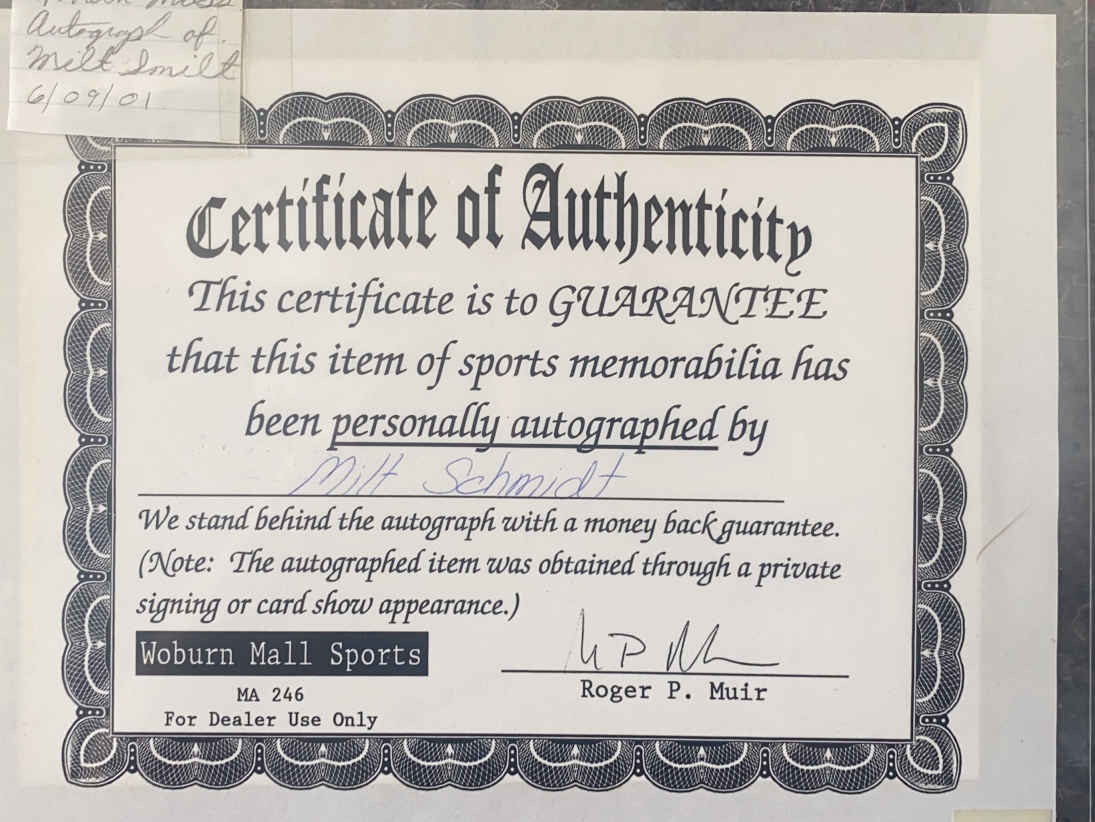 Autograph of
Milt Smilt
6/09/01
Certificate of Authenticity
This certificate is to GUARANTEE
that this item of sports memorabilia has
been personally autographed by
Milt Schmidt
We stand behind the autograph with a money back guarantee.
(Note: The autographed item was obtained through a private
signing or card show appearance.)
Woburn Mall Sports
MA 246
For Dealer Use Only
Roger P. Muir